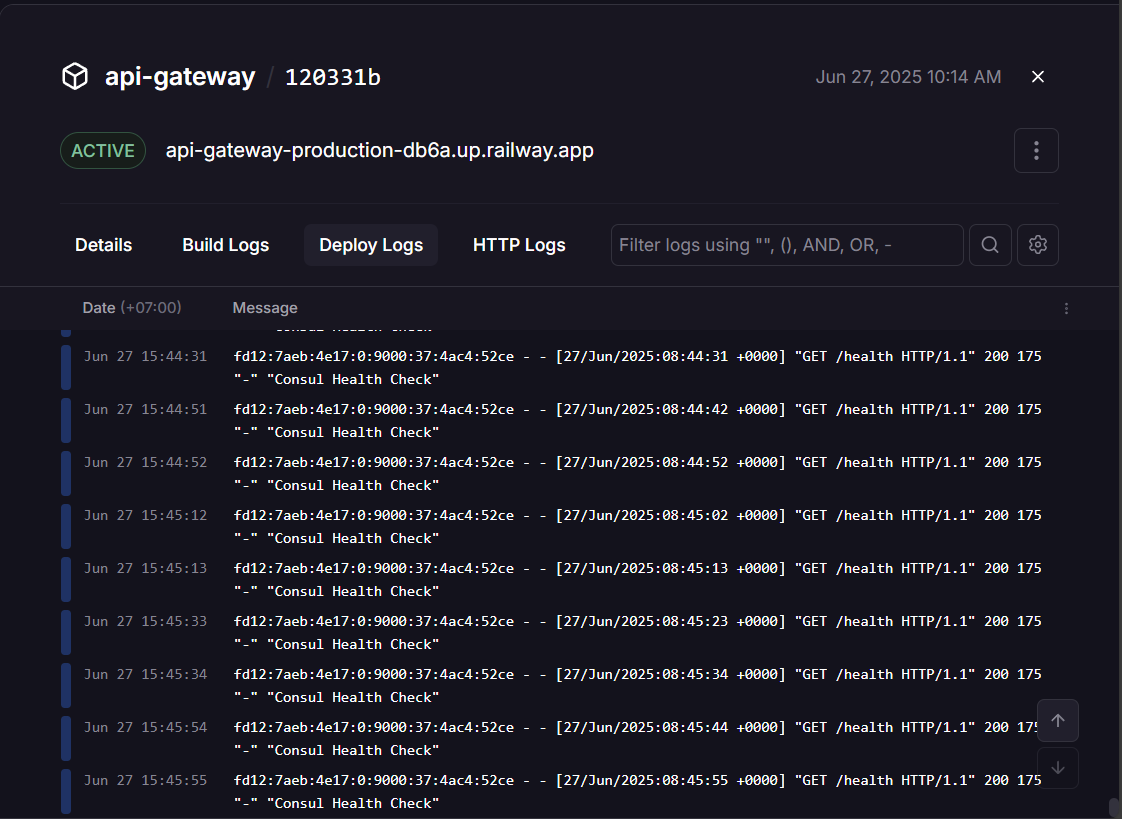 api-gateway / 120331b
Jun 27, 2025 10:14 AM
ACTIVE
api-gateway-production-db6a.up.railway.app
Details Build Logs Deploy Logs HTTP Logs
Filter logs using "", (), AND, OR, -
Date (+07:00) Message
"-" "Consul Health Check"
Jun 27 15:44:31 fd12:7aeb:4e17:0:9000:37:4ac4:52ce - - [27/Jun/2025:08:44:31 +0000] "GET /health HTTP/1.1" 200 175
"-" "Consul Health Check"
Jun 27 15:44:51 fd12:7aeb:4e17:0:9000:37:4ac4:52ce - - [27/Jun/2025:08:44:42 +0000] "GET /health HTTP/1.1" 200 175
"-" "Consul Health Check"
Jun 27 15:44:52 fd12:7aeb:4e17:0:9000:37:4ac4:52ce - - [27/Jun/2025:08:44:52 +0000] "GET /health HTTP/1.1" 200 175
"-" "Consul Health Check"
Jun 27 15:45:12 fd12:7aeb:4e17:0:9000:37:4ac4:52ce - - [27/Jun/2025:08:45:02 +0000] "GET /health HTTP/1.1" 200 175
"-" "Consul Health Check"
Jun 27 15:45:13 fd12:7aeb:4e17:0:9000:37:4ac4:52ce - - [27/Jun/2025:08:45:13 +0000] "GET /health HTTP/1.1" 200 175
"-" "Consul Health Check"
Jun 27 15:45:33 fd12:7aeb:4e17:0:9000:37:4ac4:52ce - - [27/Jun/2025:08:45:23 +0000] "GET /health HTTP/1.1" 200 175
"-" "Consul Health Check"
Jun 27 15:45:34 fd12:7aeb:4e17:0:9000:37:4ac4:52ce - - [27/Jun/2025:08:45:34 +0000] "GET /health HTTP/1.1" 200 175
"-" "Consul Health Check"
Jun 27 15:45:54 fd12:7aeb:4e17:0:9000:37:4ac4:52ce - - [27/Jun/2025:08:45:44 +0000] "GET /health HTTP/1.1" 200 175
"-" "Consul Health Check"
Jun 27 15:45:55 fd12:7aeb:4e17:0:9000:37:4ac4:52ce - - [27/Jun/2025:08:45:55 +0000] "GET /health HTTP/1.1" 200 175
"-" "Consul Health Check"